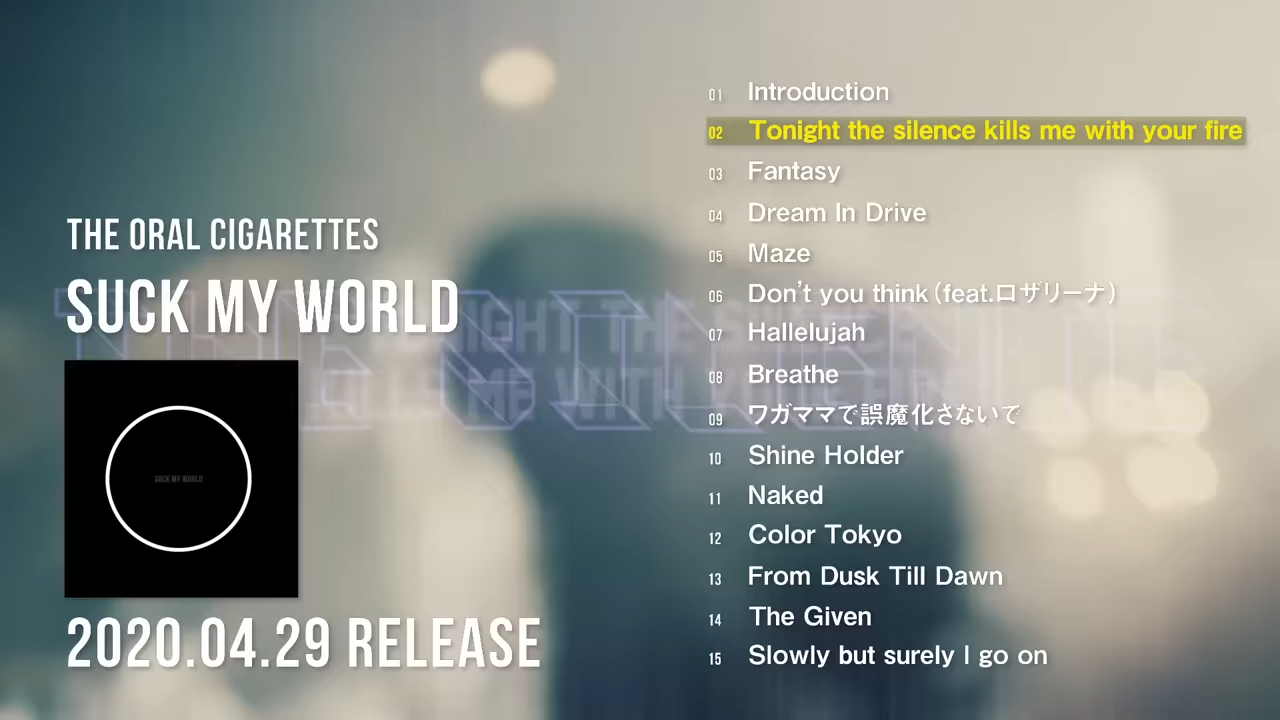 THE ORAL CIGARETTES
SUCK MY WORLD
SUCK MY WORLD
2020.04.29 RELEASE
01 Introduction
02 Tonight the silence kills me with your fire
03 Fantasy
04 Dream In Drive
05 Maze
06 Don't you think(feat.ロザリーナ)
07 Hallelujah
08 Breathe
09 ワガママで誤魔化さないで
10 Shine Holder
11 Naked
12 Color Tokyo
13 From Dusk Till Dawn
14 The Given
15 Slowly but surely I go on